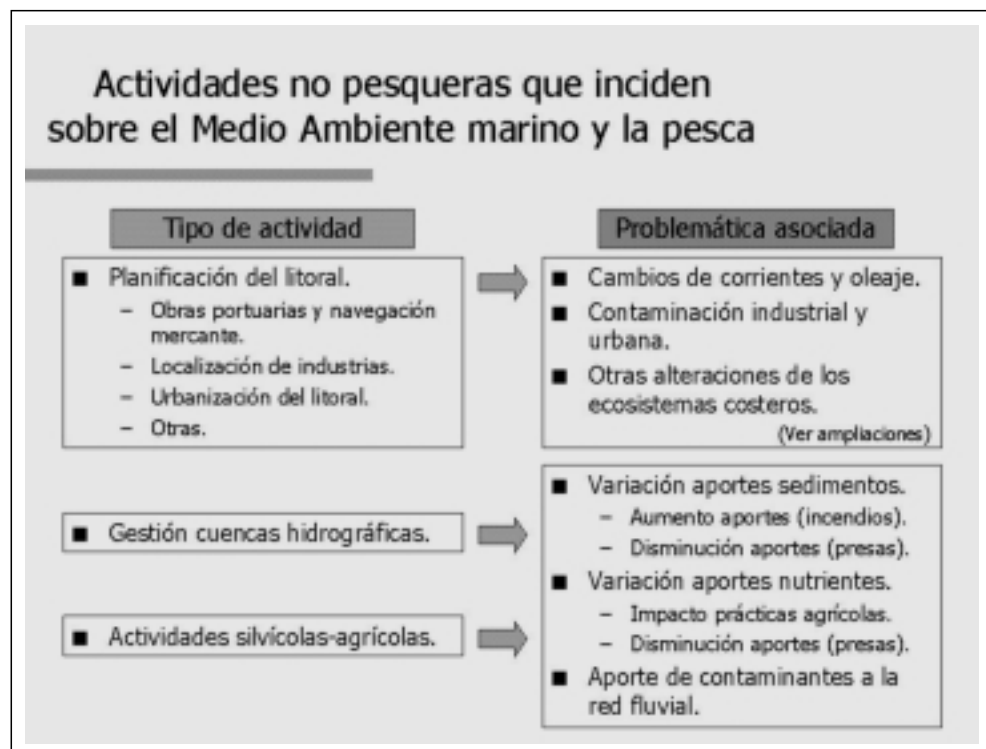 Actividades no pesqueras que inciden
sobre el Medio Ambiente marino y la pesca
Tipo de actividad
■ Planificación del litoral.
– Obras portuarias y navegación
mercante.
– Localización de industrias.
– Urbanización del litoral.
– Otras.
■ Gestión cuencas hidrográficas.
■ Actividades silvícolas-agrícolas.
Problemática asociada
■ Cambios de corrientes y oleaje.
■ Contaminación industrial y
urbana.
■ Otras alteraciones de los
ecosistemas costeros.
(Ver ampliaciones)
■ Variación aportes sedimentos.
– Aumento aportes (incendios).
– Disminución aportes (presas).
■ Variación aportes nutrientes.
– Impacto prácticas agrícolas.
– Disminución aportes (presas).
■ Aporte de contaminantes a la
red fluvial.